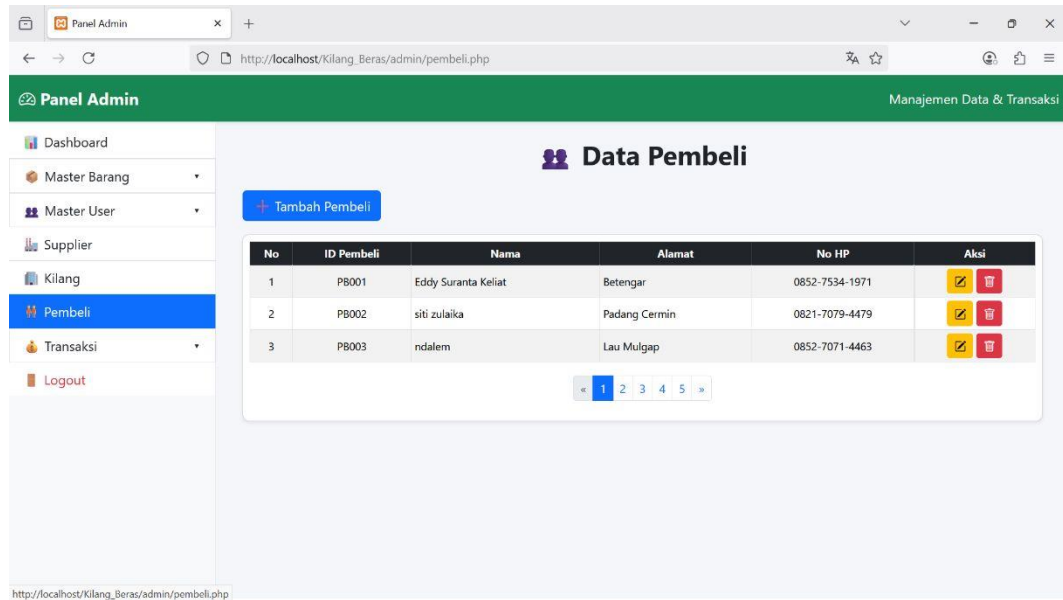 Panel Admin
http://localhost/Kilang_Beras/admin/pembeli.php
Panel Admin
Manajemen Data & Transaksi
Dashboard
Master Barang
Master User
Supplier
Kilang
Pembeli
Transaksi
Logout
Data Pembeli
Tambah Pembeli
No ID Pembeli Nama Alamat No HP Aksi
1 PB001 Eddy Suranta Keliat Betengar 0852-7534-1971
2 PB002 siti zulaika Padang Cermin 0821-7079-4479
3 PB003 ndalem Lau Mulgap 0852-7071-4463
« 1 2 3 4 5 »
http://localhost/Kilang_Beras/admin/pembeli.php